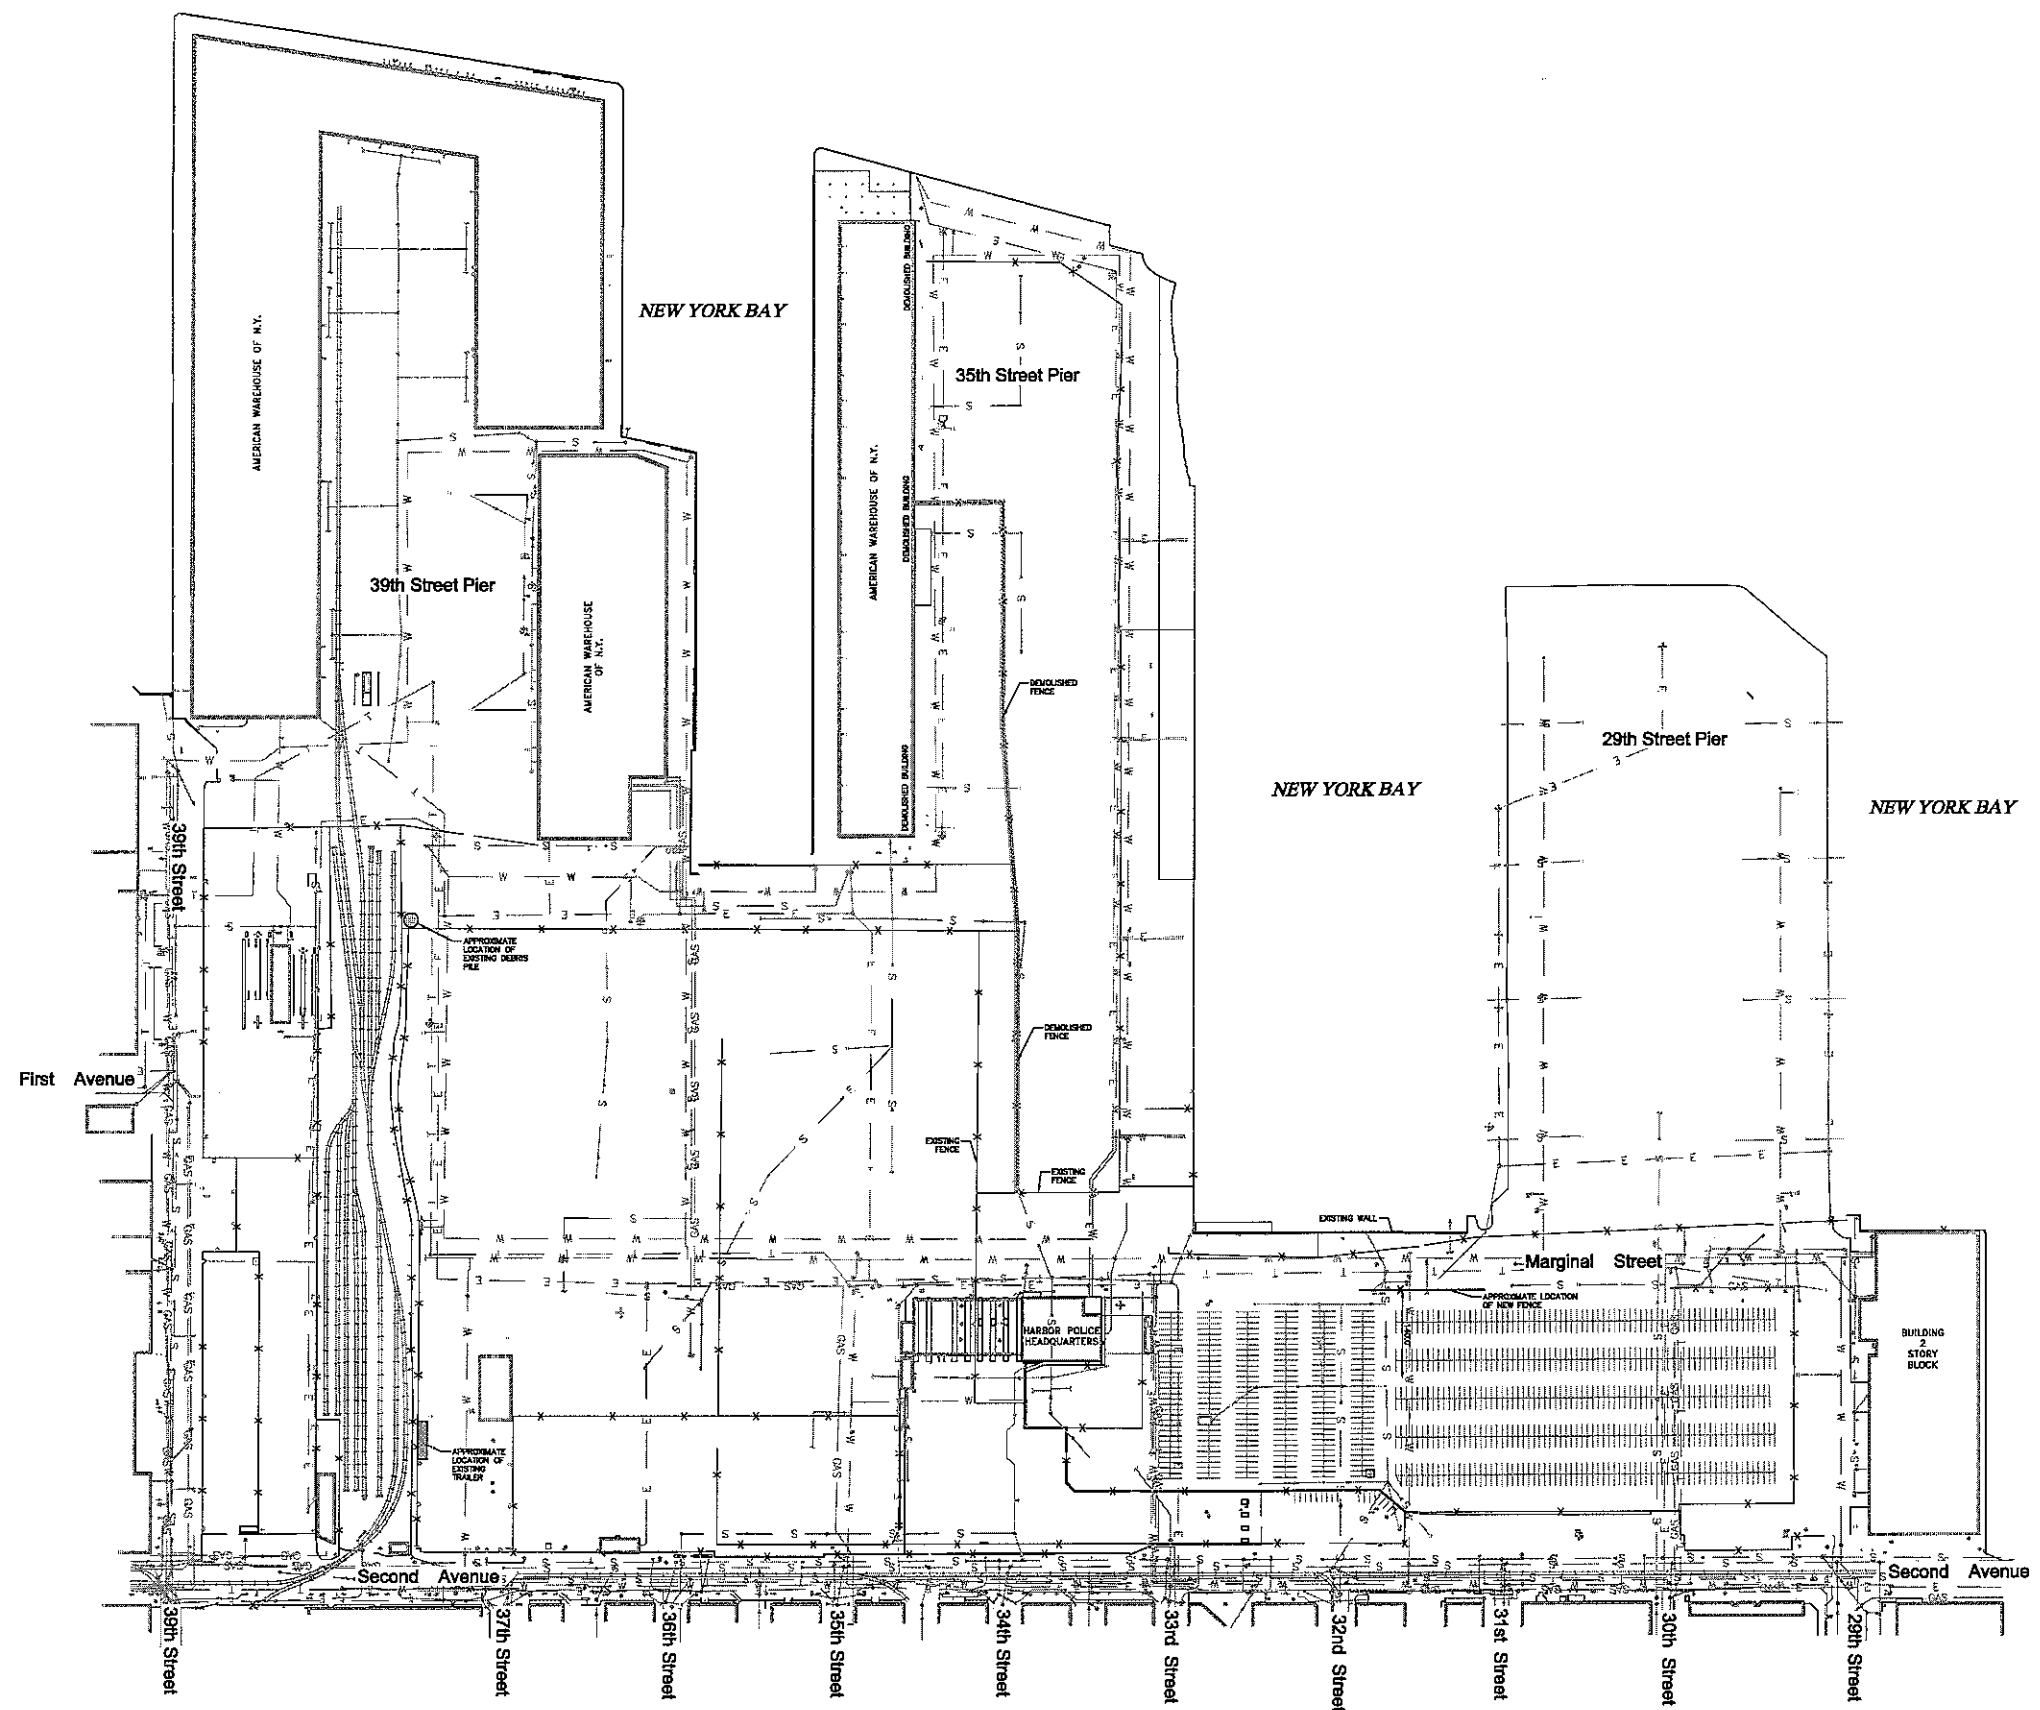 AMERICAN WAREHOUSE OF N.Y.
NEW YORK BAY
DEMOLISHED BUILDING
35th Street Pier
AMERICAN WAREHOUSE OF N.Y.
DEMOLISHED BUILDING
39th Street Pier
AMERICAN WAREHOUSE
OF N.Y.
DEMOLISHED
FENCE
29th Street Pier
DEMOLISHED BUILDING
NEW YORK BAY
NEW YORK BAY
39th Street
APPROXIMATE
LOCATION OF
EXISTING DEBRIS
PILE
DEMOLISHED
FENCE
First Avenue
EXISTING
FENCE
EXISTING
FENCE
EXISTING WALL
Marginal Street
APPROXIMATE LOCATION
OF NEW FENCE
HARBOR POLICE
HEADQUARTERS
BUILDING
2
STORY
BLOCK
APPROXIMATE
LOCATION OF
EXISTING
TRAILER
Second Avenue
Second Avenue
39th Street
37th Street
36th Street
35th Street
34th Street
33rd Street
32nd Street
31st Street
30th Street
29th Street